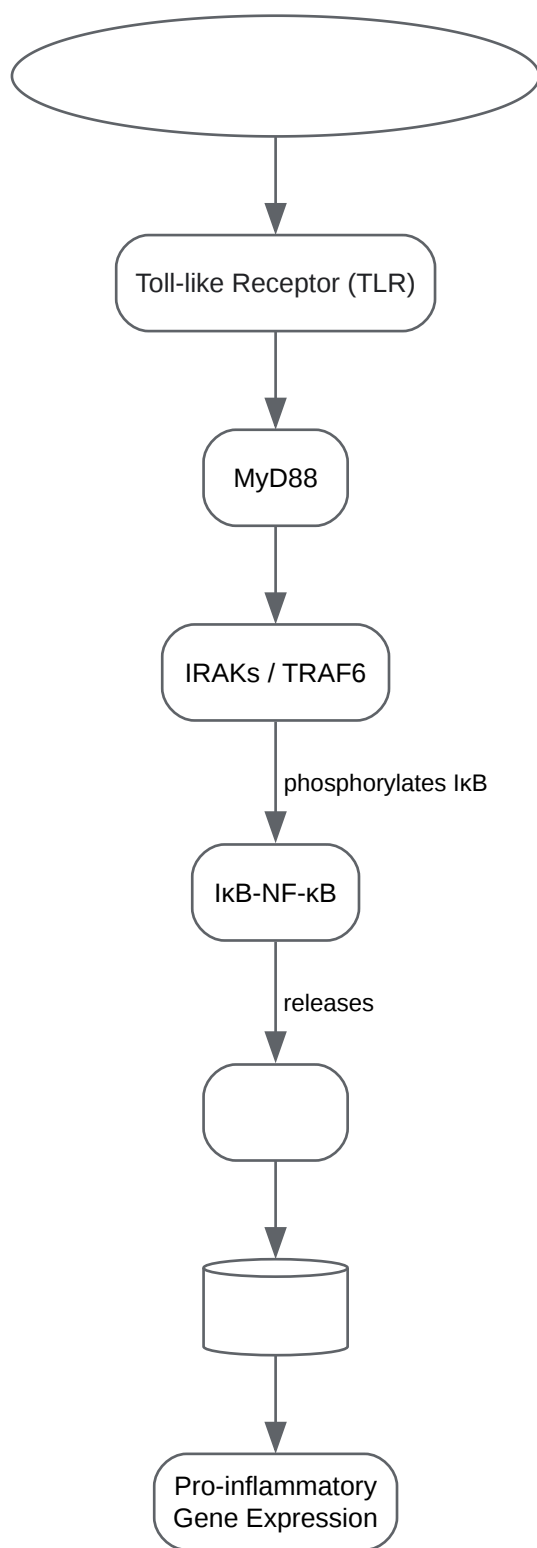 Toll-like Receptor (TLR)
MyD88
IRAKs / TRAF6
phosphorylates IκB
IκB-NF-κB
releases
Pro-inflammatory
Gene Expression